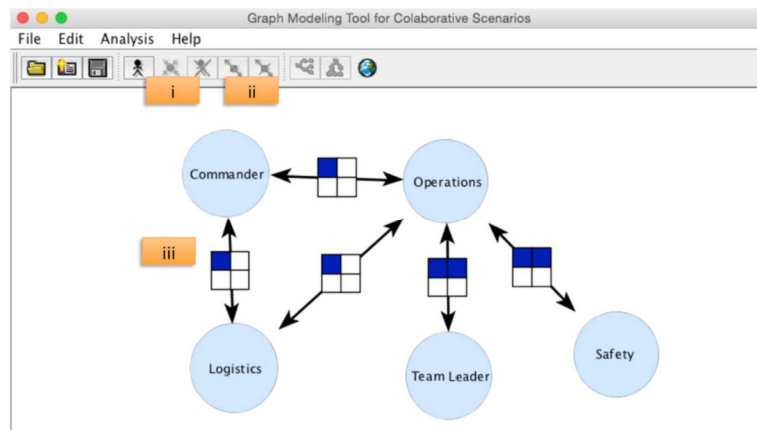 Graph Modeling Tool for Colaborative Scenarios
File Edit Analysis Help
i ii
Commander
Operations
iii
Logistics
Team Leader
Safety